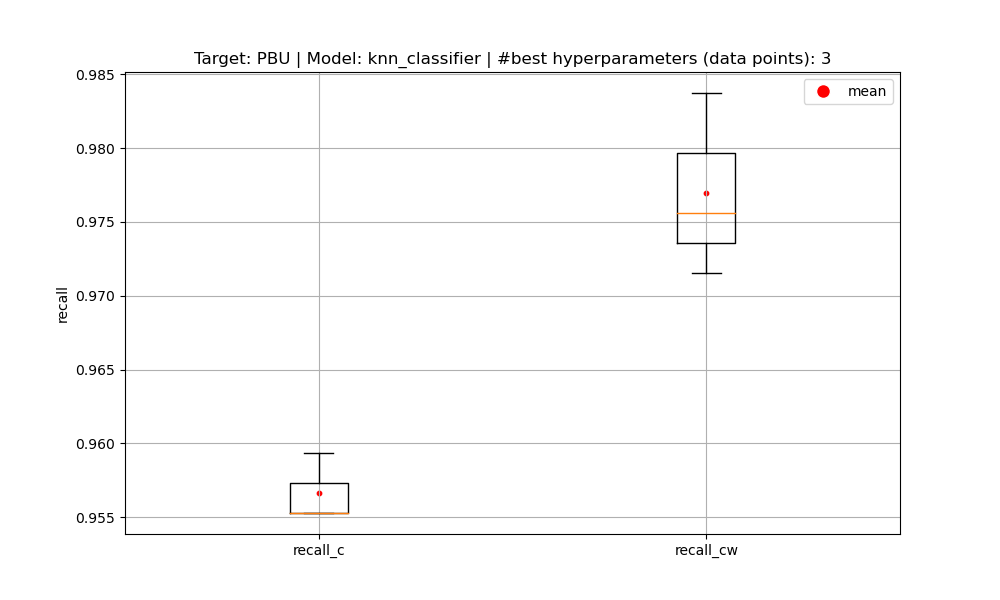 Target: PBU | Model: knn_classifier | #best hyperparameters (data points): 3
mean
0.985
0.980
0.975
0.970
0.965
0.960
0.955
recall
recall_c
recall_cw